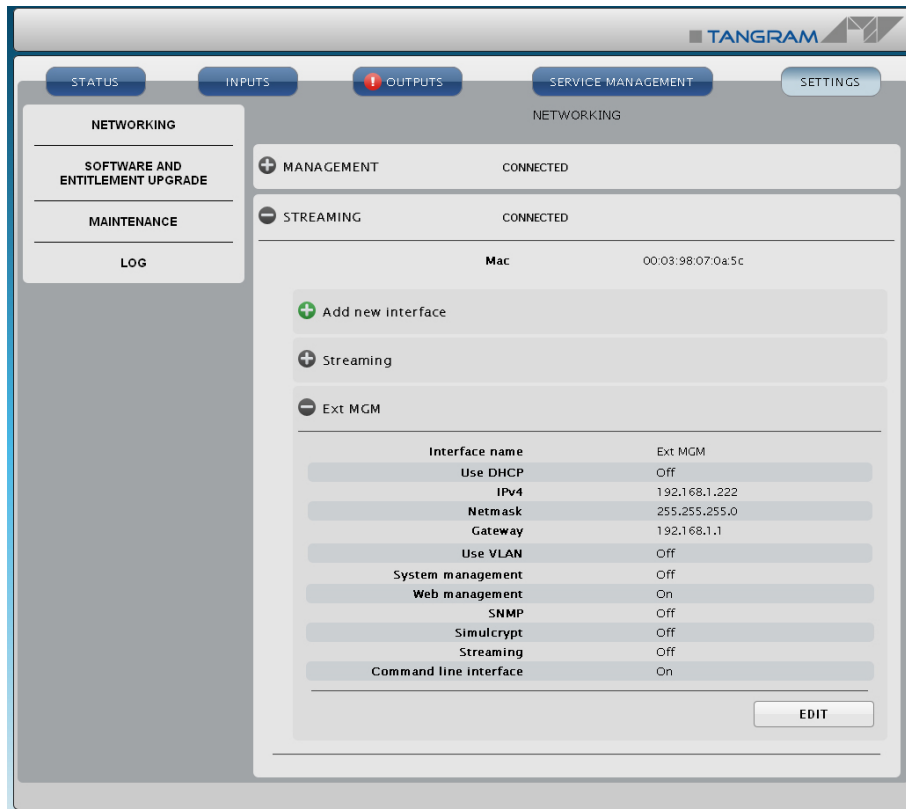 TANGRAM
STATUS
INPUTS
! OUTPUTS
SERVICE MANAGEMENT
SETTINGS
NETWORKING
SOFTWARE AND
ENTITLEMENT UPGRADE
MAINTENANCE
LOG
NETWORKING
MANAGEMENT CONNECTED
STREAMING CONNECTED
Mac 00:03:98:07:0a:5c
Add new interface
Streaming
Ext MGM
Interface name Ext MGM
Use DHCP Off
IPv4 192.168.1.222
Netmask 255.255.255.0
Gateway 192.168.1.1
Use VLAN Off
System management Off
Web management On
SNMP Off
Simulcrypt Off
Streaming Off
Command line interface On
EDIT